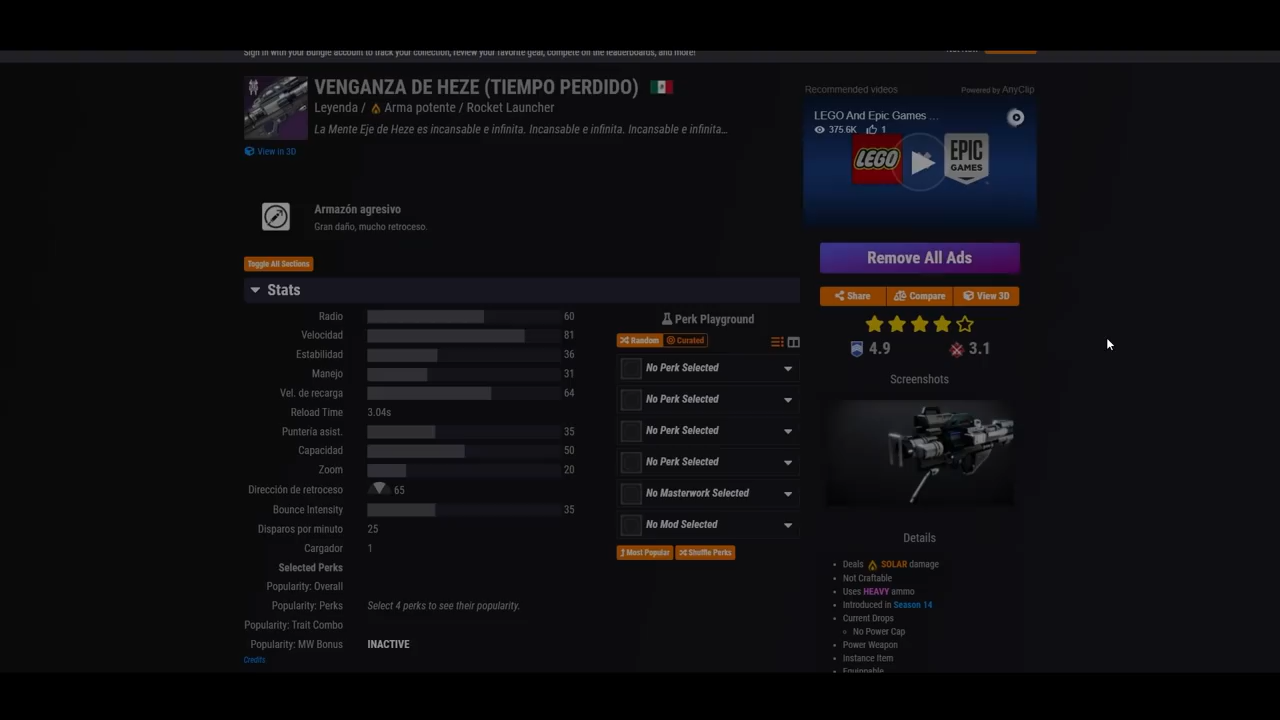 Sign in with your Bungie account to track your collection, review your favorite gear, compete on the leaderboards, and more!
VENGANZA DE HEZE (TIEMPO PERDIDO)
Leyenda / Arma potente / Rocket Launcher
La Mente Eje de Heze es incansable e infinita. Incansable e infinita. Incansable e infinita...
View in 3D
Armazón agresivo
Gran daño, mucho retroceso.
Toggle All Sections
Stats
Radio 60
Velocidad 81
Estabilidad 36
Manejo 31
Vel. de recarga 64
Reload Time 3.04s
Puntería asist. 35
Capacidad 50
Zoom 20
Dirección de retroceso 65
Bounce Intensity 35
Disparos por minuto 25
Cargador 1
Selected Perks
Popularity: Overall
Popularity: Perks Select 4 perks to see their popularity.
Popularity: Trait Combo
Popularity: MW Bonus INACTIVE
Credits
Perk Playground
Random Curated
No Perk Selected
No Perk Selected
No Perk Selected
No Perk Selected
No Masterwork Selected
No Mod Selected
Most Popular Shuffle Perks
Recommended videos Powered by AnyClip
LEGO And Epic Games ...
375.6K 1
LEGO EPIC GAMES
Remove All Ads
Share Compare View 3D
4.9 3.1
Screenshots
Details
Deals SOLAR damage
Not Craftable
Uses HEAVY ammo
Introduced in Season 14
Current Drops
No Power Cap
Power Weapon
Instance Item
Equippable